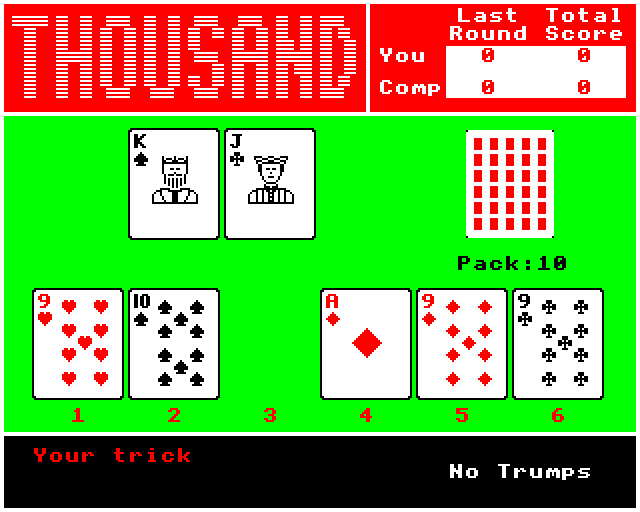 THOUSAND
Last Total
Round Score
You 0 0
Comp 0 0
K J
Pack:10
9 10 A 9 9
1 2 3 4 5 6
Your trick
No Trumps